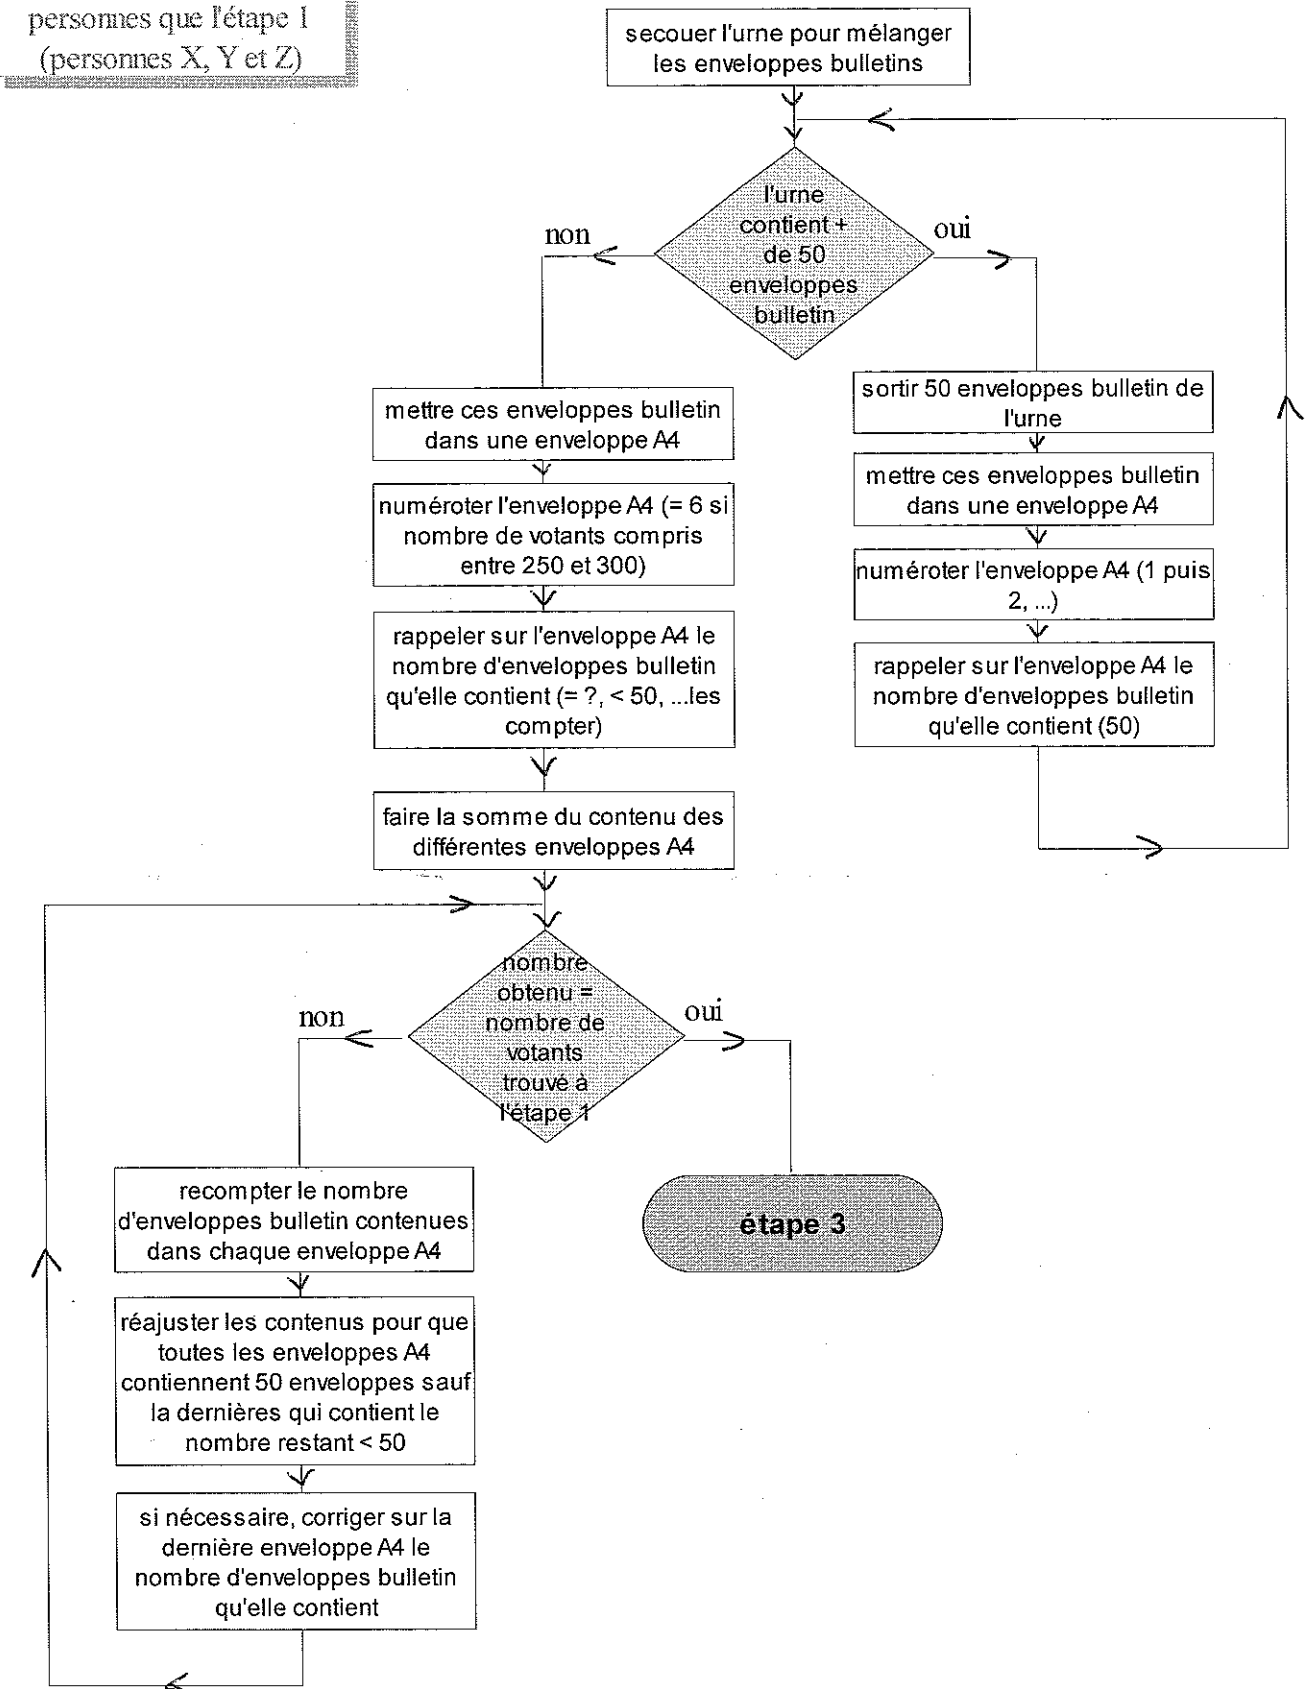 personnes que l'étape 1
(personnes X, Y et Z)
secouer l'urne pour mélanger
les enveloppes bulletins
l'urne
contient +
de 50
enveloppes
bulletin
non
oui
mettre ces enveloppes bulletin
dans une enveloppe A4
numéroter l'enveloppe A4 (= 6 si
nombre de votants compris
entre 250 et 300)
rappeler sur l'enveloppe A4 le
nombre d'enveloppes bulletin
qu'elle contient (= ?, < 50, ...les
compter)
faire la somme du contenu des
différentes enveloppes A4
sortir 50 enveloppes bulletin de
l'urne
mettre ces enveloppes bulletin
dans une enveloppe A4
numéroter l'enveloppe A4 (1 puis
2, ...)
rappeler sur l'enveloppe A4 le
nombre d'enveloppes bulletin
qu'elle contient (50)
nombre
obtenu =
nombre de
votants
trouvé à
l'étape 1
non
oui
recompter le nombre
d'enveloppes bulletin contenues
dans chaque enveloppe A4
réajuster les contenus pour que
toutes les enveloppes A4
contiennent 50 enveloppes sauf
la dernières qui contient le
nombre restant < 50
si nécessaire, corriger sur la
dernière enveloppe A4 le
nombre d'enveloppes bulletin
qu'elle contient
étape 3